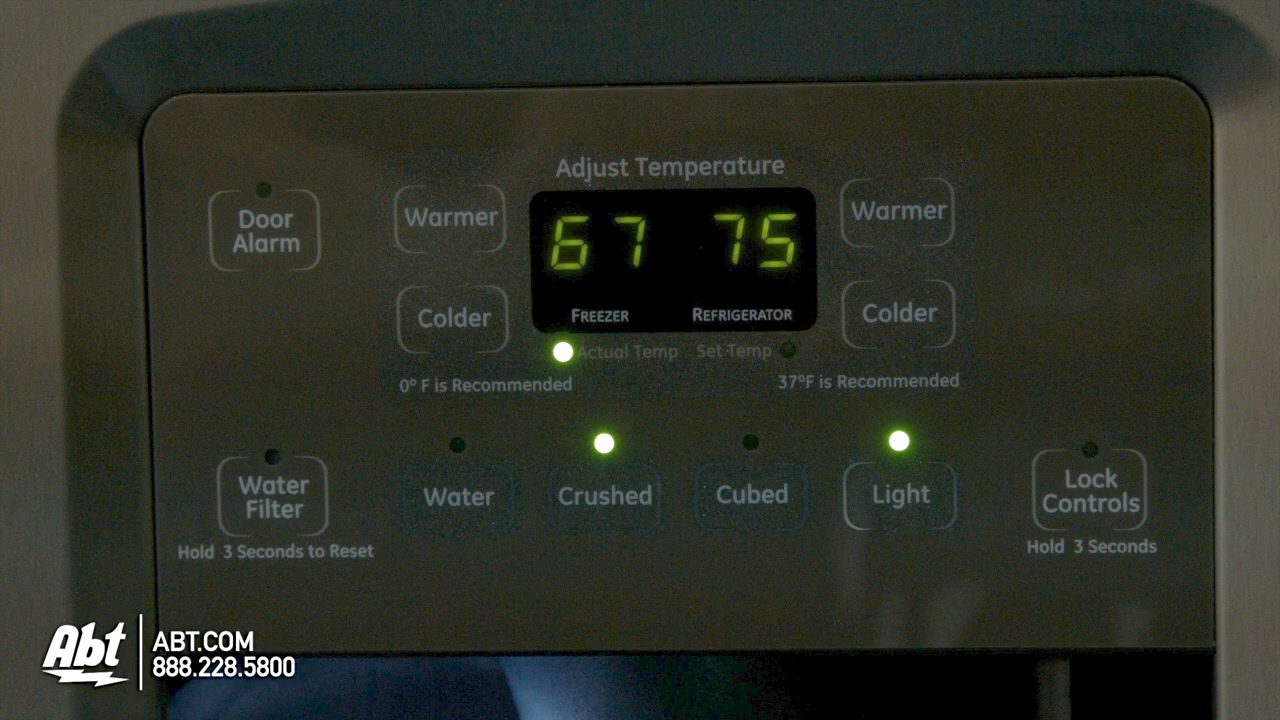 Adjust Temperature
Door
Alarm
Warmer
67 75
Warmer
Colder
FREEZER REFRIGERATOR
Colder
Actual Temp Set Temp
0° F is Recommended
37°F is Recommended
Water
Filter
Hold 3 Seconds to Reset
Water
Crushed
Cubed
Light
Lock
Controls
Hold 3 Seconds
Abt
ABT.COM
888.228.5800